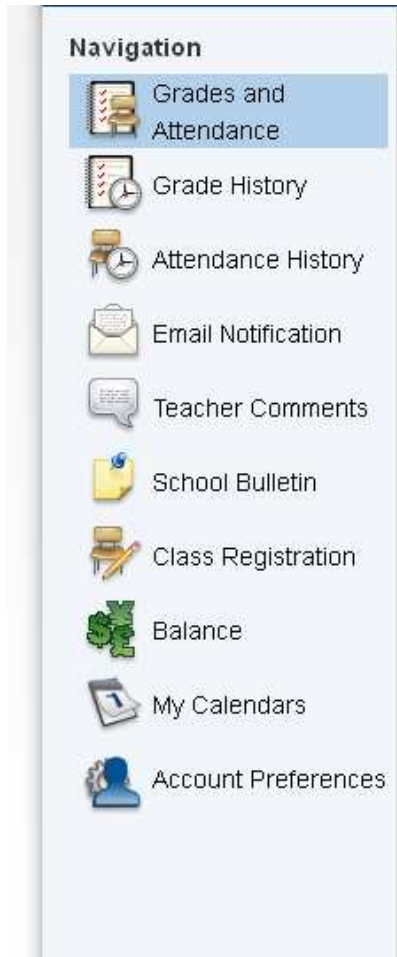 Navigation
Grades and
Attendance
Grade History
Attendance History
Email Notification
Teacher Comments
School Bulletin
Class Registration
Balance
My Calendars
Account Preferences